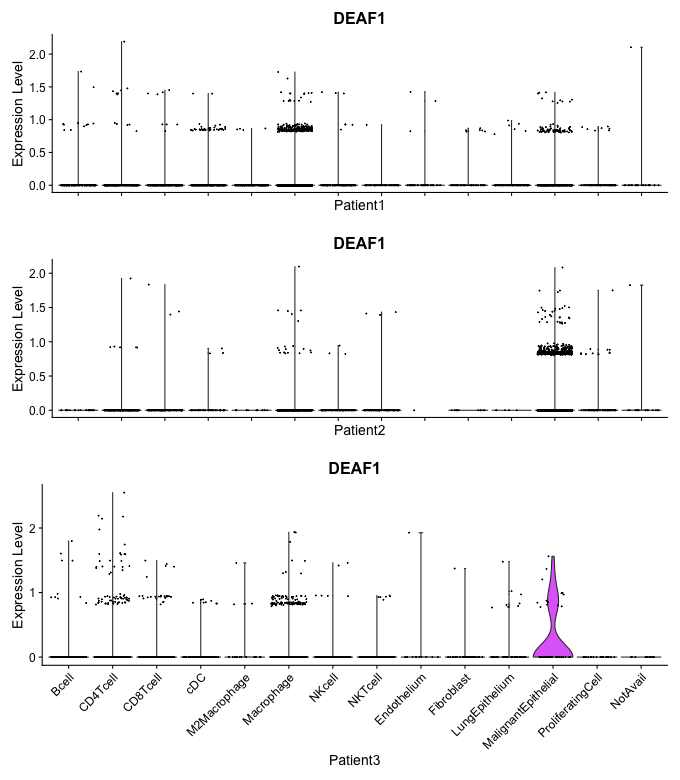 DEAF1
Expression Level
2.0
1.5
1.0
0.5
0.0
Patient1
DEAF1
Expression Level
2.0
1.5
1.0
0.5
0.0
Patient2
DEAF1
Expression Level
2
1
0
Bcell
CD4Tcell
CD8Tcell
cDC
M2Macrophage
Macrophage
NKcell
NKTcell
Endothelium
Fibroblast
LungEpithelium
MalignantEpithelial
ProliferatingCell
NotAvail
Patient3